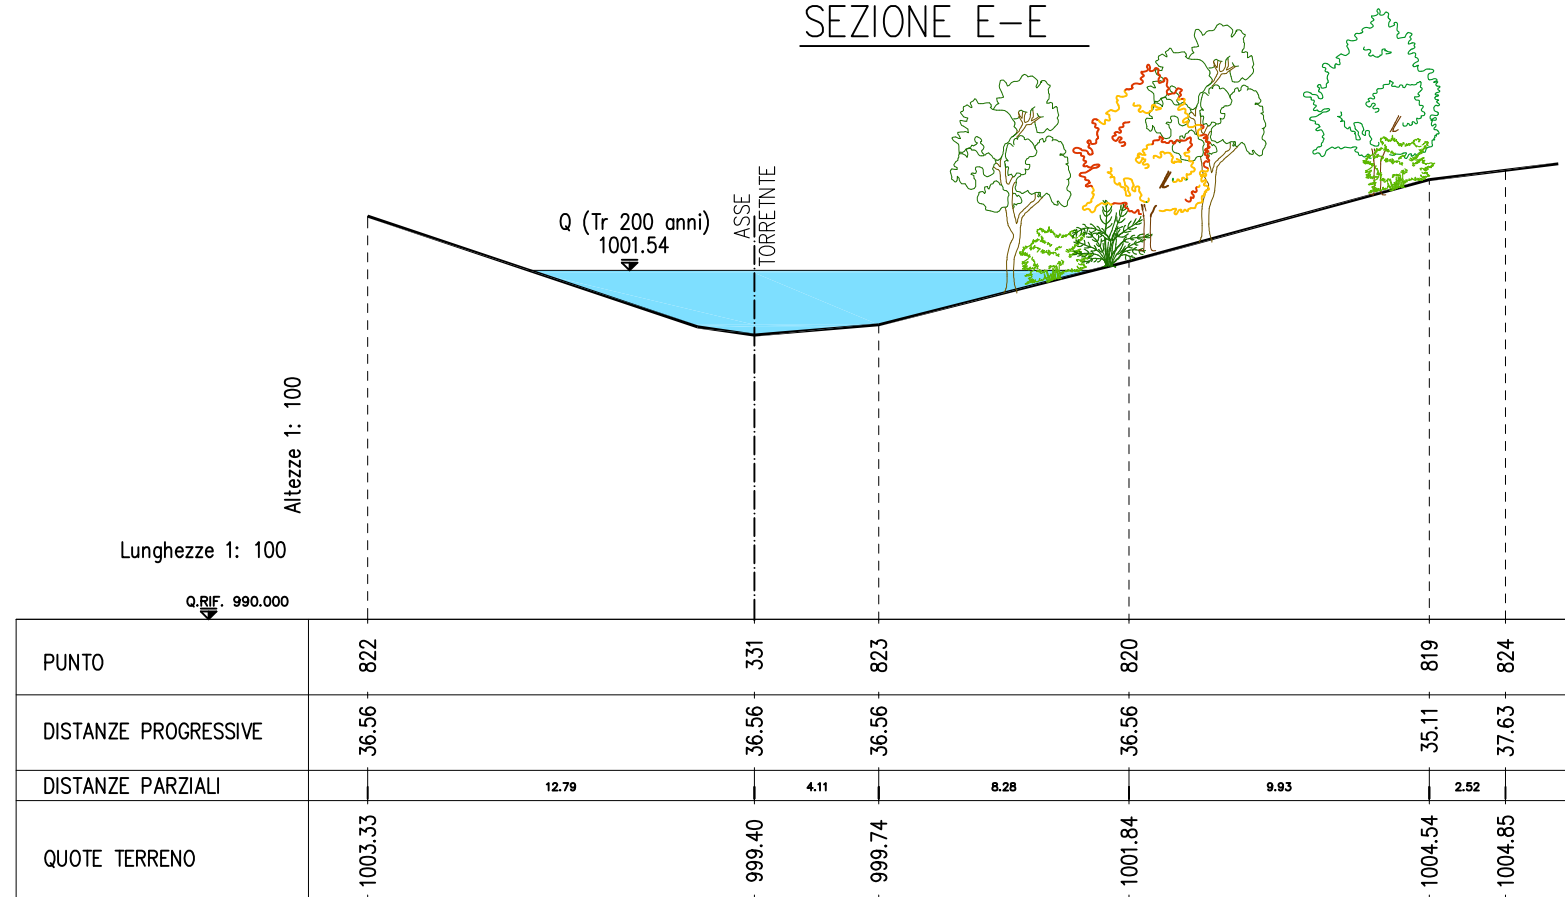 SEZIONE E-E
Q (Tr 200 anni)
1001.54
ASSE
TORRETNTE
Altezze 1: 100
Lunghezze 1: 100
Q.RIF. 990.000
PUNTO 822 331 823 820 819 824
DISTANZE PROGRESSIVE 36.56 36.56 36.56 36.56 35.11 37.63
DISTANZE PARZIALI 12.79 4.11 8.28 9.93 2.52
QUOTE TERRENO 1003.33 999.40 999.74 1001.84 1004.54 1004.85